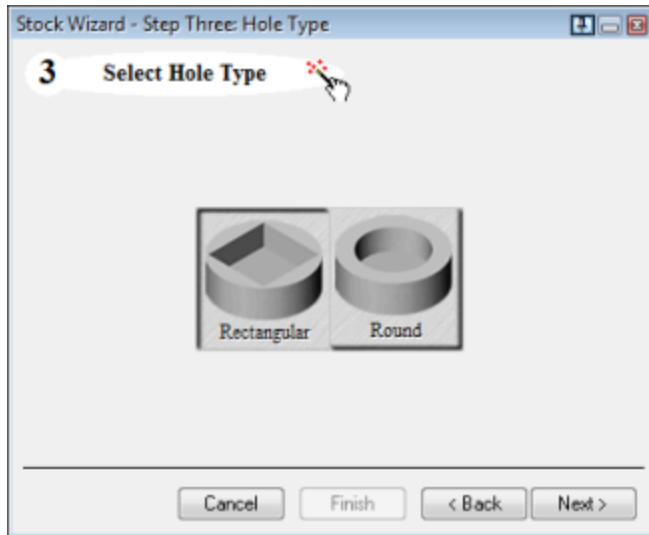 Stock Wizard - Step Three: Hole Type
3 Select Hole Type
Rectangular Round
Cancel Finish < Back Next >